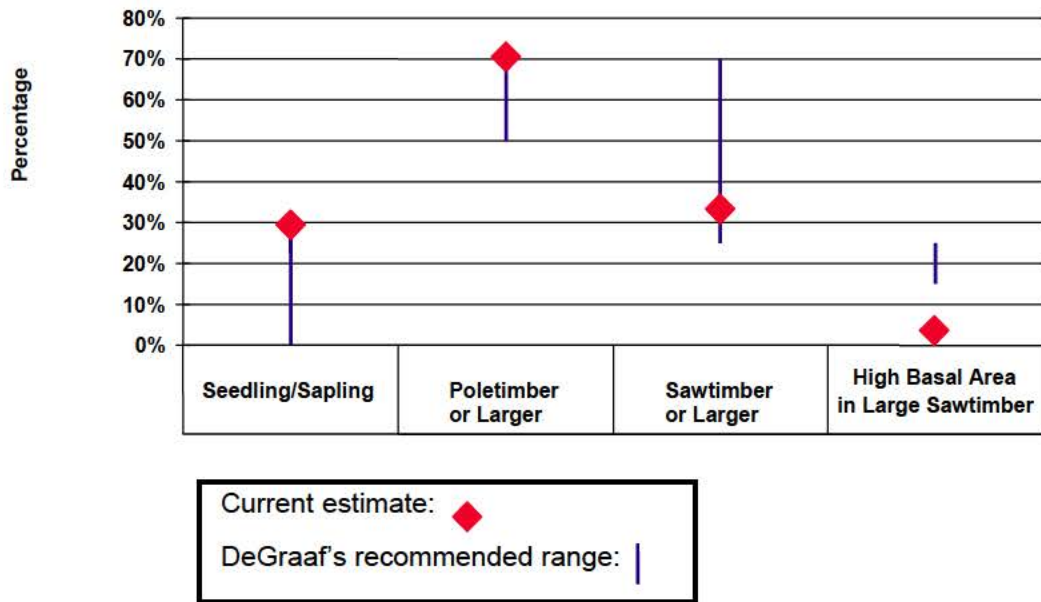 Percentage
80%
70%
60%
50%
40%
30%
20%
10%
0%
Seedling/Sapling
Poletimber
or Larger
Sawtimber
or Larger
High Basal Area
in Large Sawtimber
Current estimate:
DeGraaf's recommended range: